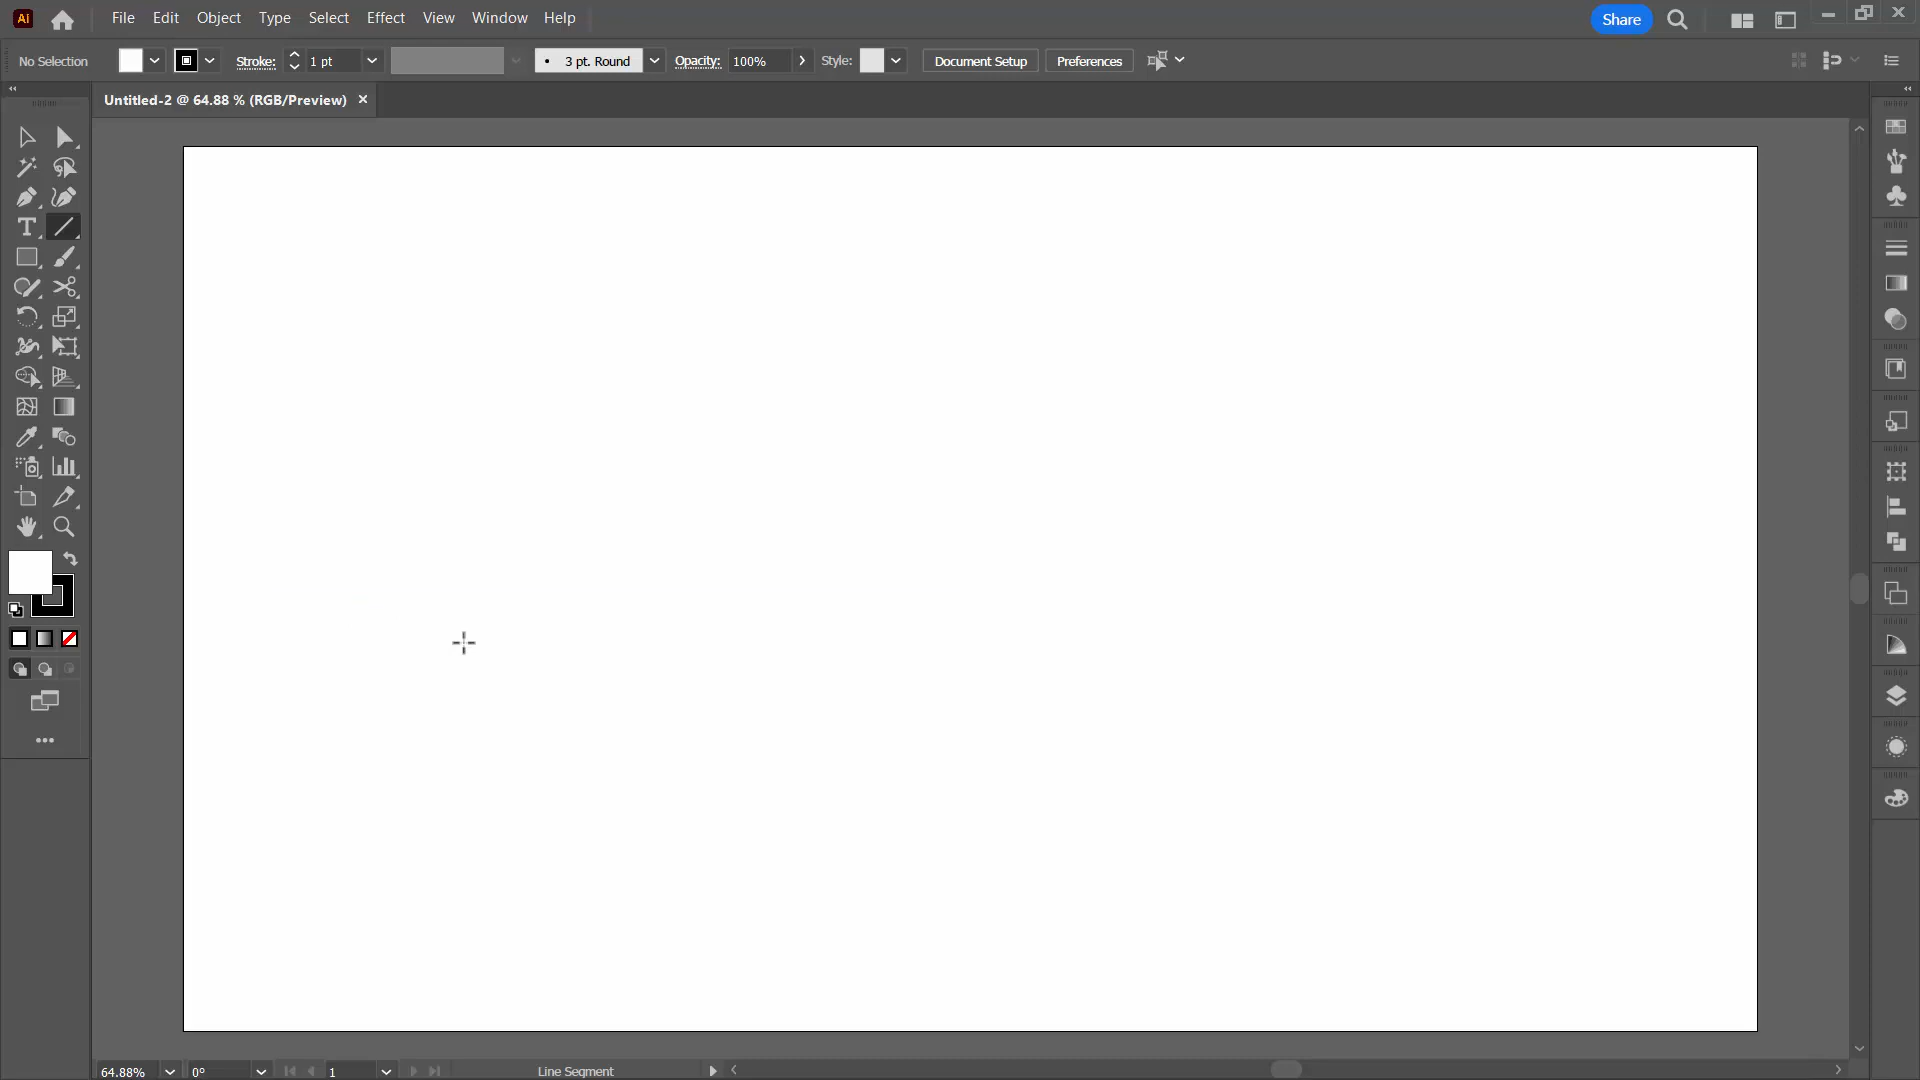 Ai File Edit Object Type Select Effect View Window Help Share
No Selection Stroke: 1 pt 3 pt. Round Opacity: 100% Style: Document Setup Preferences
Untitled-2 @ 64.88 % (RGB/Preview)
64.88% 0° 1 Line Segment